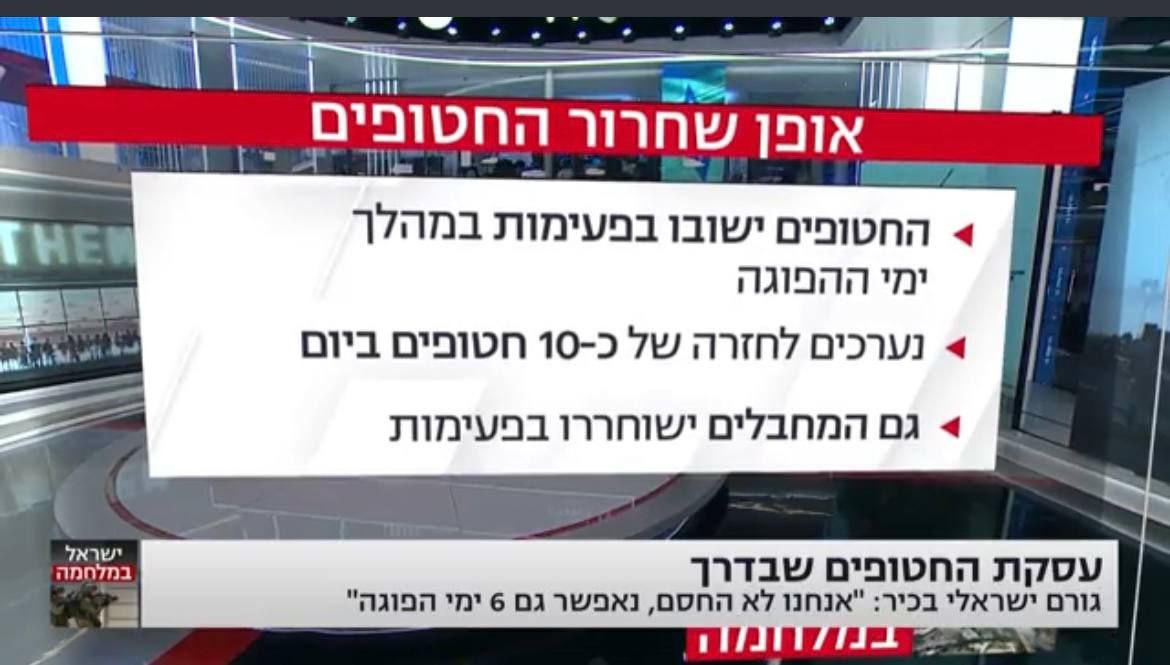 אופן שחרור החטופים
החטופים ישובו בפעימות במהלך
ימי ההפוגה
נערכים לחזרה של כ-10 חטופים ביום
גם המחבלים ישוחררו בפעימות
THEM
ישראל
במלחמה
עסקת החטופים שבדרך
גורם ישראלי בכיר: "אנחנו לא החסם, נאפשר גם 6 ימי הפוגה"
במלחמה